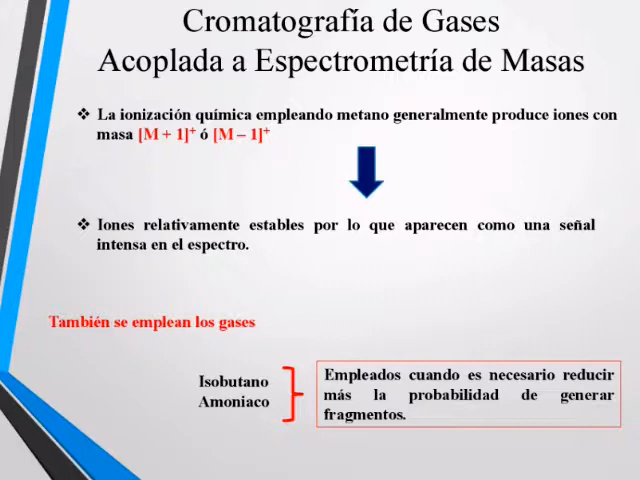 Cromatografía de Gases
Acoplada a Espectrometría de Masas
❖ La ionización química empleando metano generalmente produce iones con
masa [M + 1]⁺ ó [M – 1]⁺
❖ Iones relativamente estables por lo que aparecen como una señal
intensa en el espectro.
También se emplean los gases
Isobutano
Amoniaco
Empleados cuando es necesario reducir
más la probabilidad de generar
fragmentos.